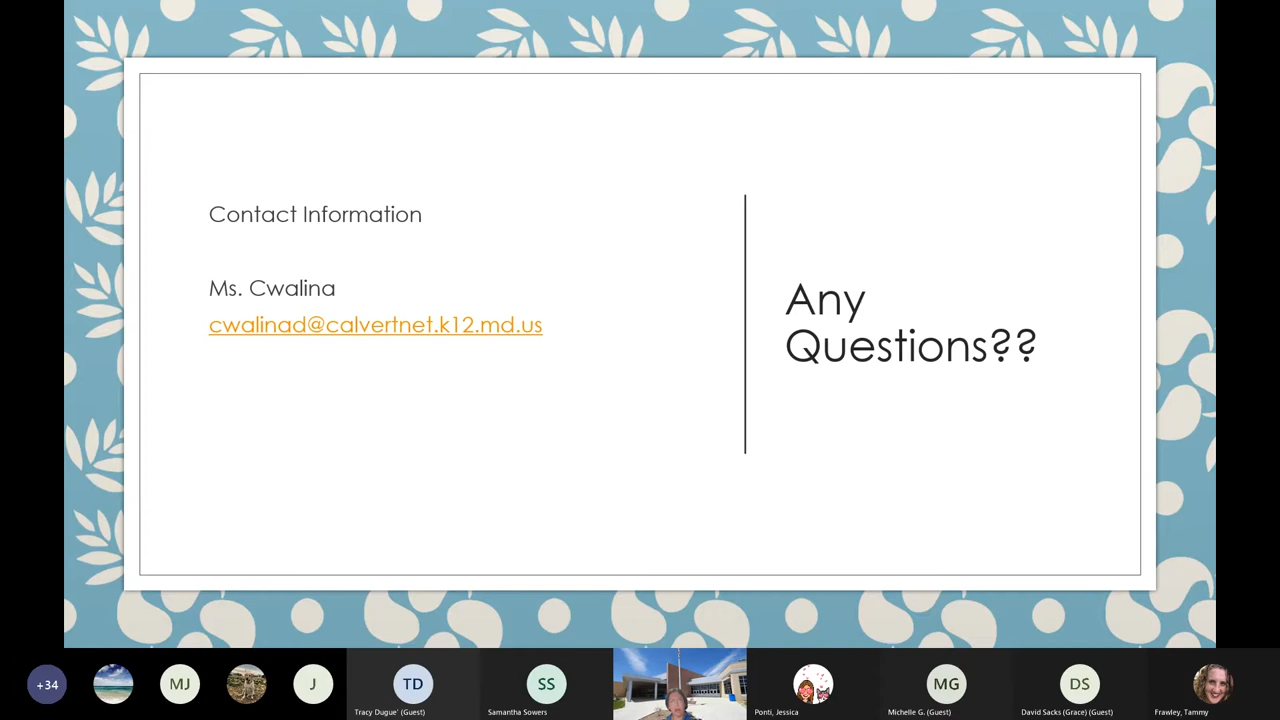 Contact Information
Ms. Cwalina
cwalinad@calvertnet.k12.md.us
Any
Questions??
+34
MJ
J
TD
Tracy Dugue` (Guest)
SS
Samantha Sowers
Ponti, Jessica
MG
Michelle G. (Guest)
DS
David Sacks (Grace) (Guest)
Frawley, Tammy